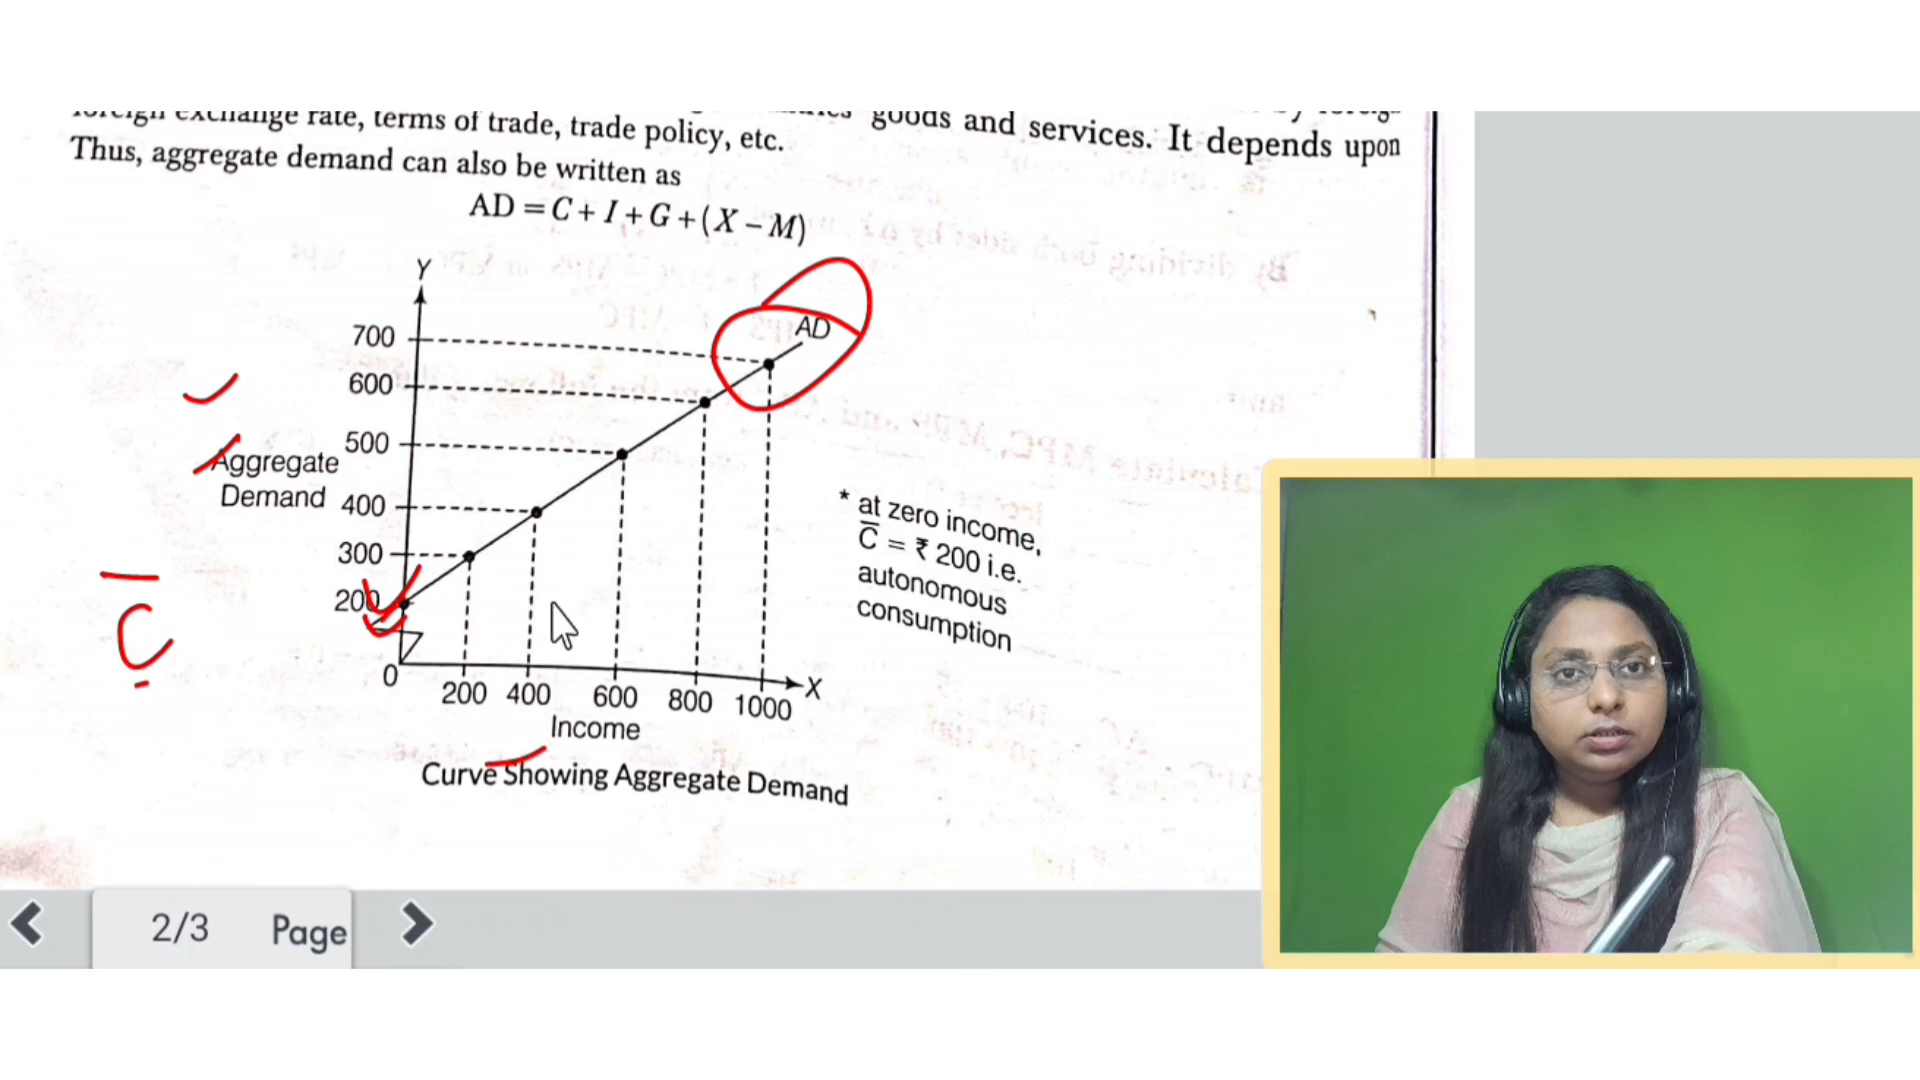 foreign exchange rate, terms of trade, trade policy, etc. goods and services. It depends upon
Thus, aggregate demand can also be written as
AD = C + I + G + (X – M)
Y
AD
700
600
500
Aggregate
Demand
400
300
200
0
200 400 600 800 1000
X
Income
* at zero income,
C̅ = ₹ 200 i.e.
autonomous
consumption
C̅
Curve Showing Aggregate Demand
2/3 Page